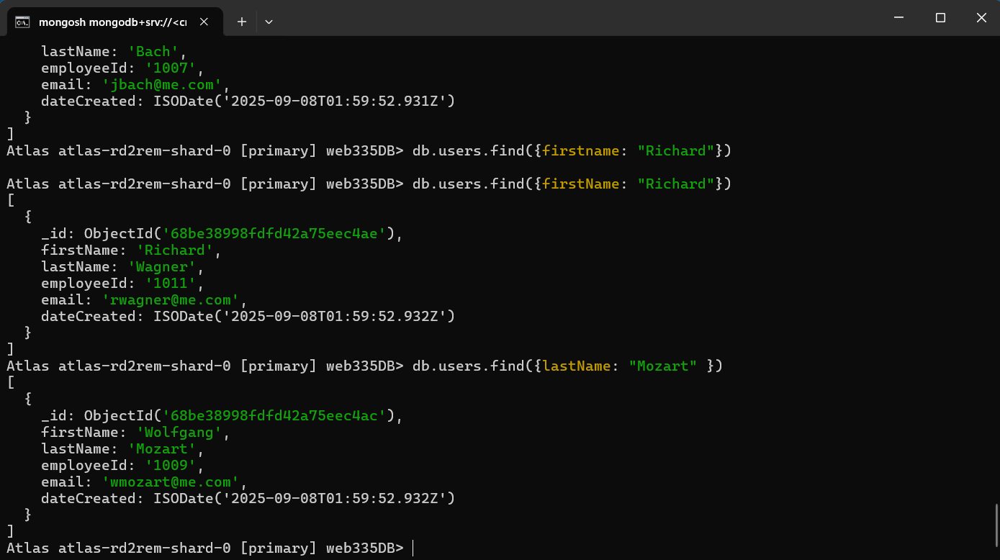 mongosh mongodb+srv://<cr
lastName: 'Bach',
employeeId: '1007',
email: 'jbach@me.com',
dateCreated: ISODate('2025-09-08T01:59:52.931Z')
}
]
Atlas atlas-rd2rem-shard-0 [primary] web335DB> db.users.find({firstname: "Richard"})
Atlas atlas-rd2rem-shard-0 [primary] web335DB> db.users.find({firstName: "Richard"})
[
{
_id: ObjectId('68be38998fdfd42a75eec4ae'),
firstName: 'Richard',
lastName: 'Wagner',
employeeId: '1011',
email: 'rwagner@me.com',
dateCreated: ISODate('2025-09-08T01:59:52.932Z')
}
]
Atlas atlas-rd2rem-shard-0 [primary] web335DB> db.users.find({lastName: "Mozart" })
[
{
_id: ObjectId('68be38998fdfd42a75eec4ac'),
firstName: 'Wolfgang',
lastName: 'Mozart',
employeeId: '1009',
email: 'wmozart@me.com',
dateCreated: ISODate('2025-09-08T01:59:52.932Z')
}
]
Atlas atlas-rd2rem-shard-0 [primary] web335DB>